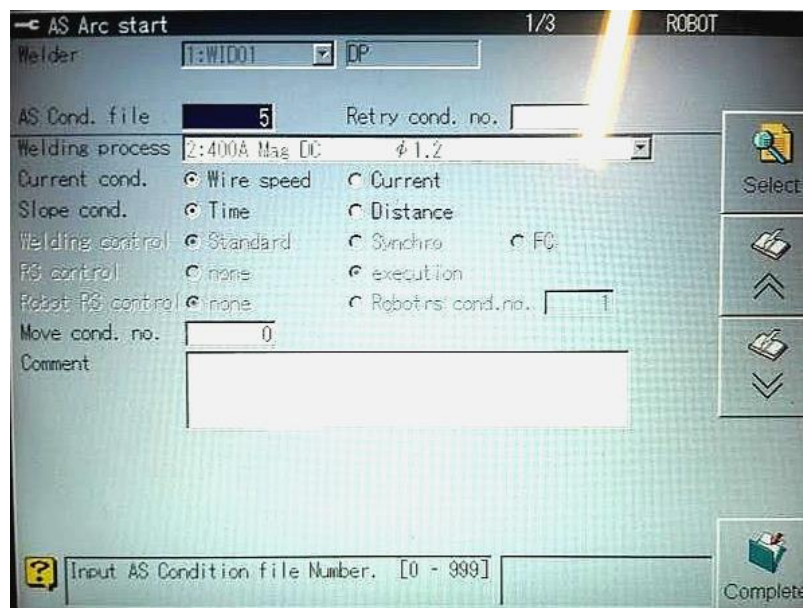 AS Arc start 1/3 ROBOT
Welder 1:WID01 DP
AS Cond. file 5 Retry cond. no.
Welding process 2:400A Mag DC ϕ1.2
Current cond. Wire speed Current
Select
Slope cond. Time Distance
Welding control Standard Synchro FC
RS control none execution
Robot RS control none Robotrs cond.no. 1
Move cond. no. 0
Comment
Input AS Condition file Number. [0 - 999]
Complete